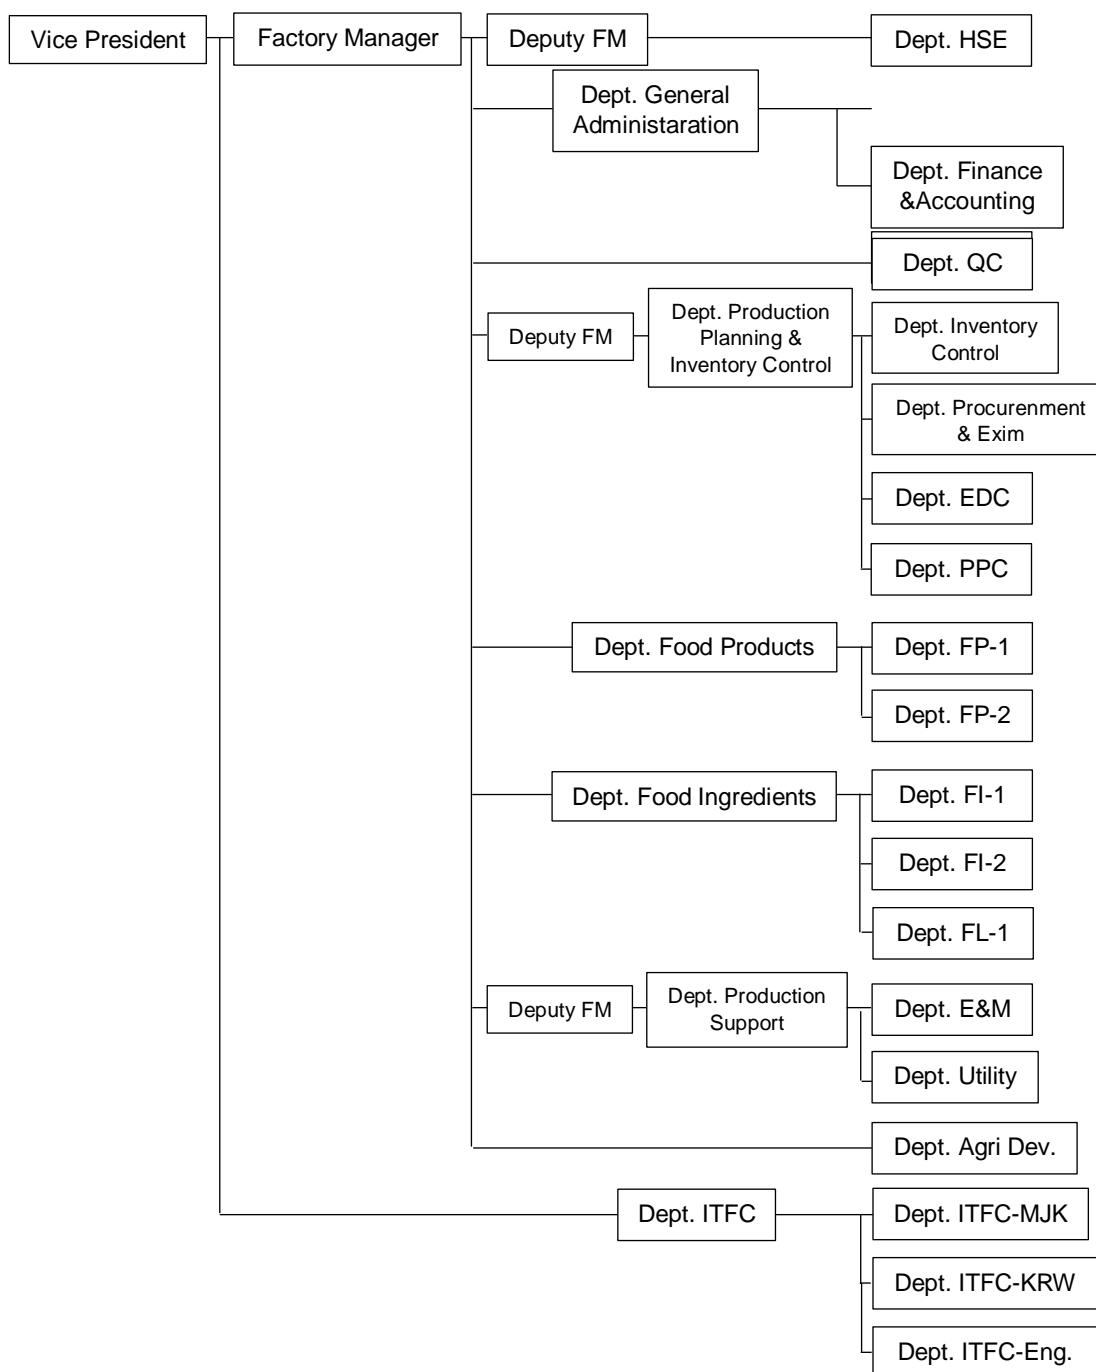 Vice President
Factory Manager
Deputy FM
Dept. HSE
Dept. General
Administaration
Dept. Finance
&Accounting
Dept. QC
Deputy FM
Dept. Production
Planning &
Inventory Control
Dept. Inventory
Control
Dept. Procurenment
& Exim
Dept. EDC
Dept. PPC
Dept. Food Products
Dept. FP-1
Dept. FP-2
Dept. Food Ingredients
Dept. FI-1
Dept. FI-2
Dept. FL-1
Deputy FM
Dept. Production
Support
Dept. E&M
Dept. Utility
Dept. Agri Dev.
Dept. ITFC
Dept. ITFC-MJK
Dept. ITFC-KRW
Dept. ITFC-Eng.